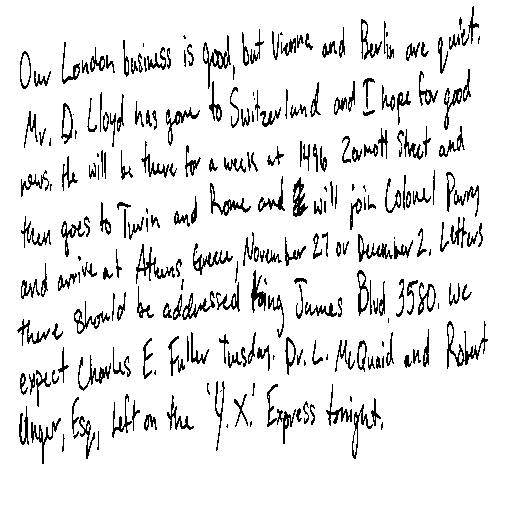 Our London business is good, but Vienna and Berlin are quiet.
Mr. D. Lloyd has gone to Switzerland and I hope for good
news. He will be there for a week at 1496 Zermott Street and
then goes to Turin and Rome and will join Colonel Parry
and arrive at Athens, Greece, November 27 or December 2. Letters
there should be addressed King James Blvd. 3580. We
expect Charles E. Fuller Tuesday. Dr. L. McQuaid and Robert
Unger, Esq., left on the 'Y.X.' Express tonight.